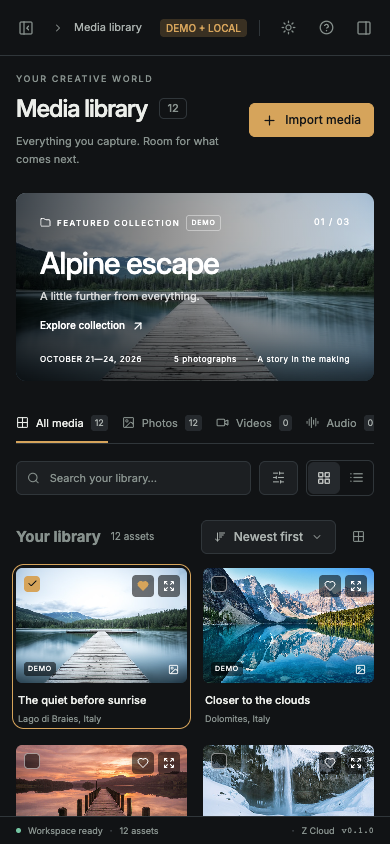 Media library
DEMO + LOCAL
YOUR CREATIVE WORLD
Media library 12
Everything you capture. Room for what
comes next.
Import media
FEATURED COLLECTION DEMO 01 / 03
Alpine escape
A little further from everything.
Explore collection
OCTOBER 21—24, 2026 5 photographs · A story in the making
All media 12 Photos 12 Videos 0 Audio 0
Search your library...
Your library 12 assets Newest first
DEMO
The quiet before sunrise
Lago di Braies, Italy
DEMO
Closer to the clouds
Dolomites, Italy
Workspace ready · 12 assets · Z Cloud v0.1.0